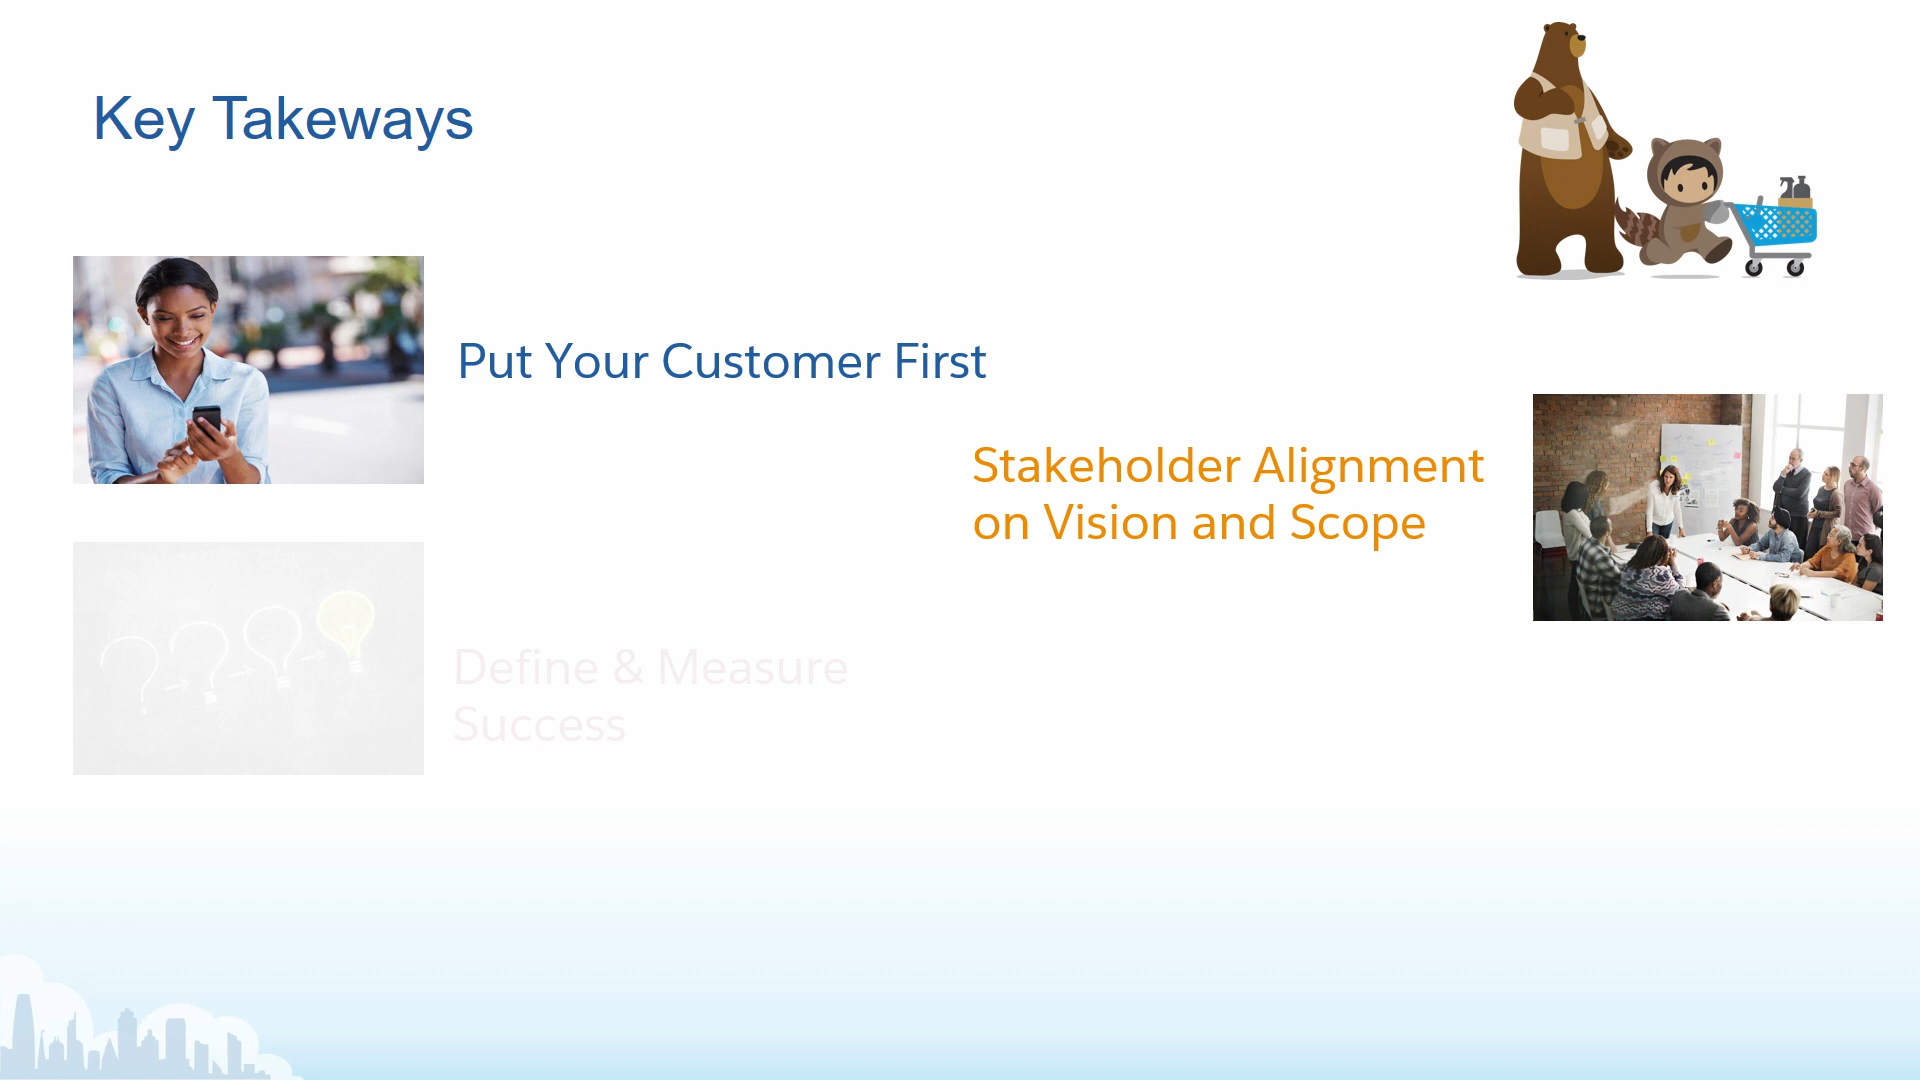 Key Takeways
Put Your Customer First
Stakeholder Alignment
on Vision and Scope
Define & Measure
Success